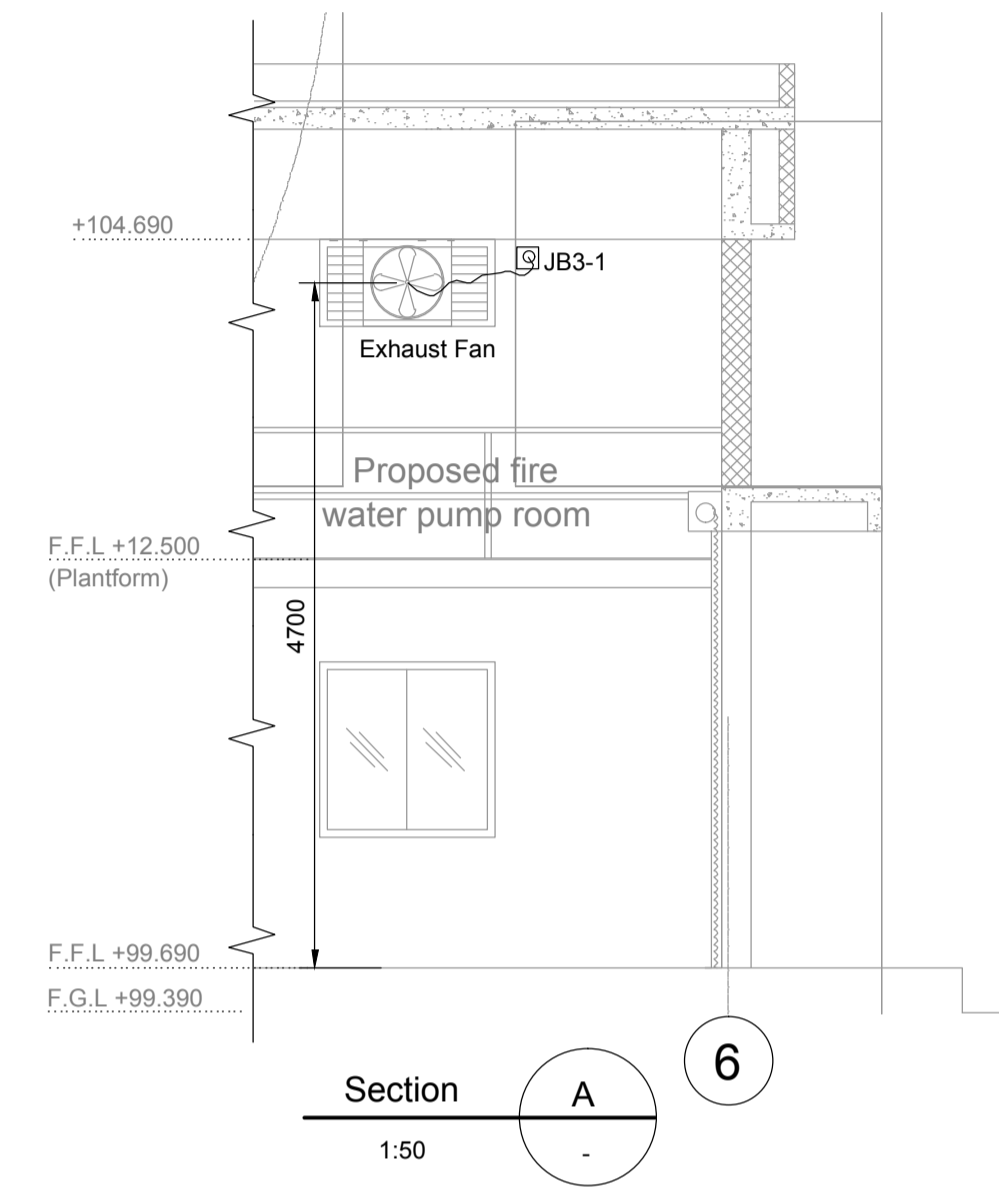 +104.690
JB3-1
Exhaust Fan
Proposed fire
water pump room
F.F.L +12.500
(Plantform)
4700
F.F.L +99.690
F.G.L +99.390
6
Section
A
1:50
-